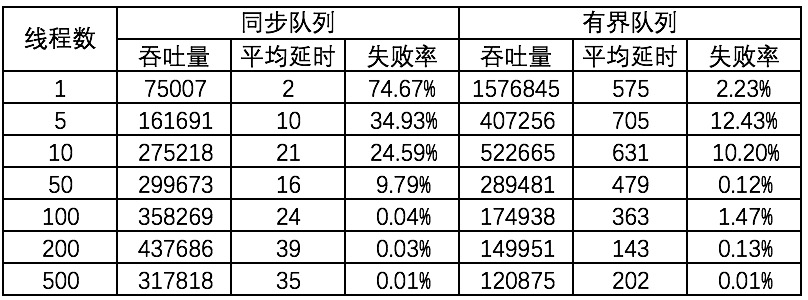 线程数 同步队列 有界队列
吞吐量 平均延时 失败率 吞吐量 平均延时 失败率
1 75007 2 74.67% 1576845 575 2.23%
5 161691 10 34.93% 407256 705 12.43%
10 275218 21 24.59% 522665 631 10.20%
50 299673 16 9.79% 289481 479 0.12%
100 358269 24 0.04% 174938 363 1.47%
200 437686 39 0.03% 149951 143 0.13%
500 317818 35 0.01% 120875 202 0.01%